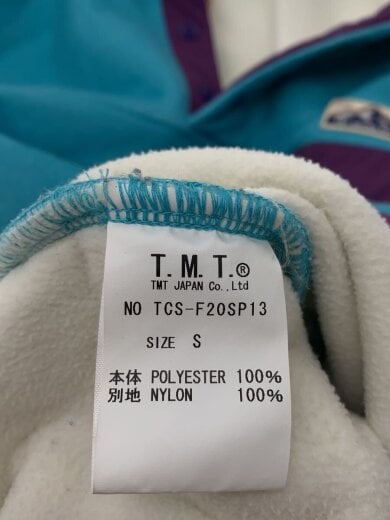 T.M.T.®
TMT JAPAN Co.,Ltd
NO TCS-F20SP13
SIZE S
本体 POLYESTER 100%
別地 NYLON 100%